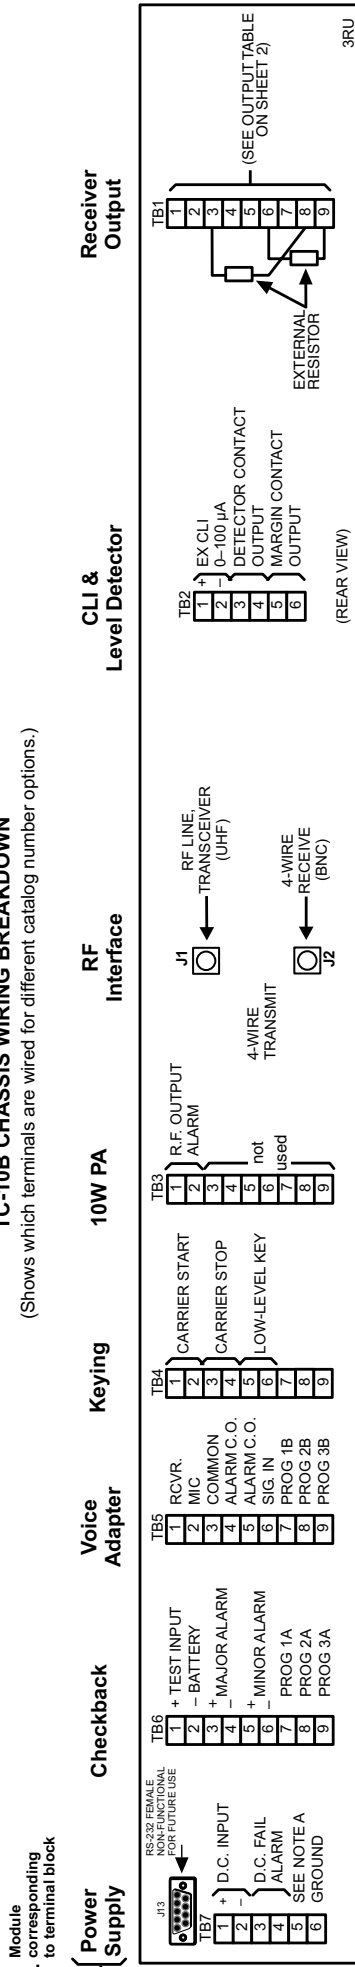 TC-10B CHASSIS WIRING BREAKDOWN
(Shows which terminals are wired for different catalog number options.)
Module
corresponding
to terminal block
Power
Supply
Checkback
Voice
Adapter
Keying
10W PA
RF
Interface
CLI &
Level Detector
Receiver
Output
RS-232 FEMALE
NON-FUNCTIONAL
FOR FUTURE USE
J13
TB7
1 + D.C. INPUT
2 –
3 D.C. FAIL
4 ALARM
5 SEE NOTE A
6 GROUND
TB6
1 + TEST INPUT
2 – BATTERY
3 + MAJOR ALARM
4 –
5 + MINOR ALARM
6 –
7 PROG 1A
8 PROG 2A
9 PROG 3A
TB5
1 RCVR.
2 MIC
3 COMMON
4 ALARM C.O.
5 ALARM C.O.
6 SIG. IN
7 PROG 1B
8 PROG 2B
9 PROG 3B
TB4
1 CARRIER START
2
3 CARRIER STOP
4
5 LOW-LEVEL KEY
6
7
8
9
TB3
1 R.F. OUTPUT
2 ALARM
3
4
5 not
6 used
7
8
9
J1
RF LINE,
TRANSCEIVER
(UHF)
4-WIRE
TRANSMIT
J2
4-WIRE
RECEIVE
(BNC)
TB2
1 + EX CLI
2 – 0–100 µA
3 DETECTOR CONTACT
4 OUTPUT
5 MARGIN CONTACT
6 OUTPUT
(REAR VIEW)
TB1
1
2
3
4
5
6
7
8
9
(SEE OUTPUT TABLE
ON SHEET 2)
EXTERNAL
RESISTOR
3RU